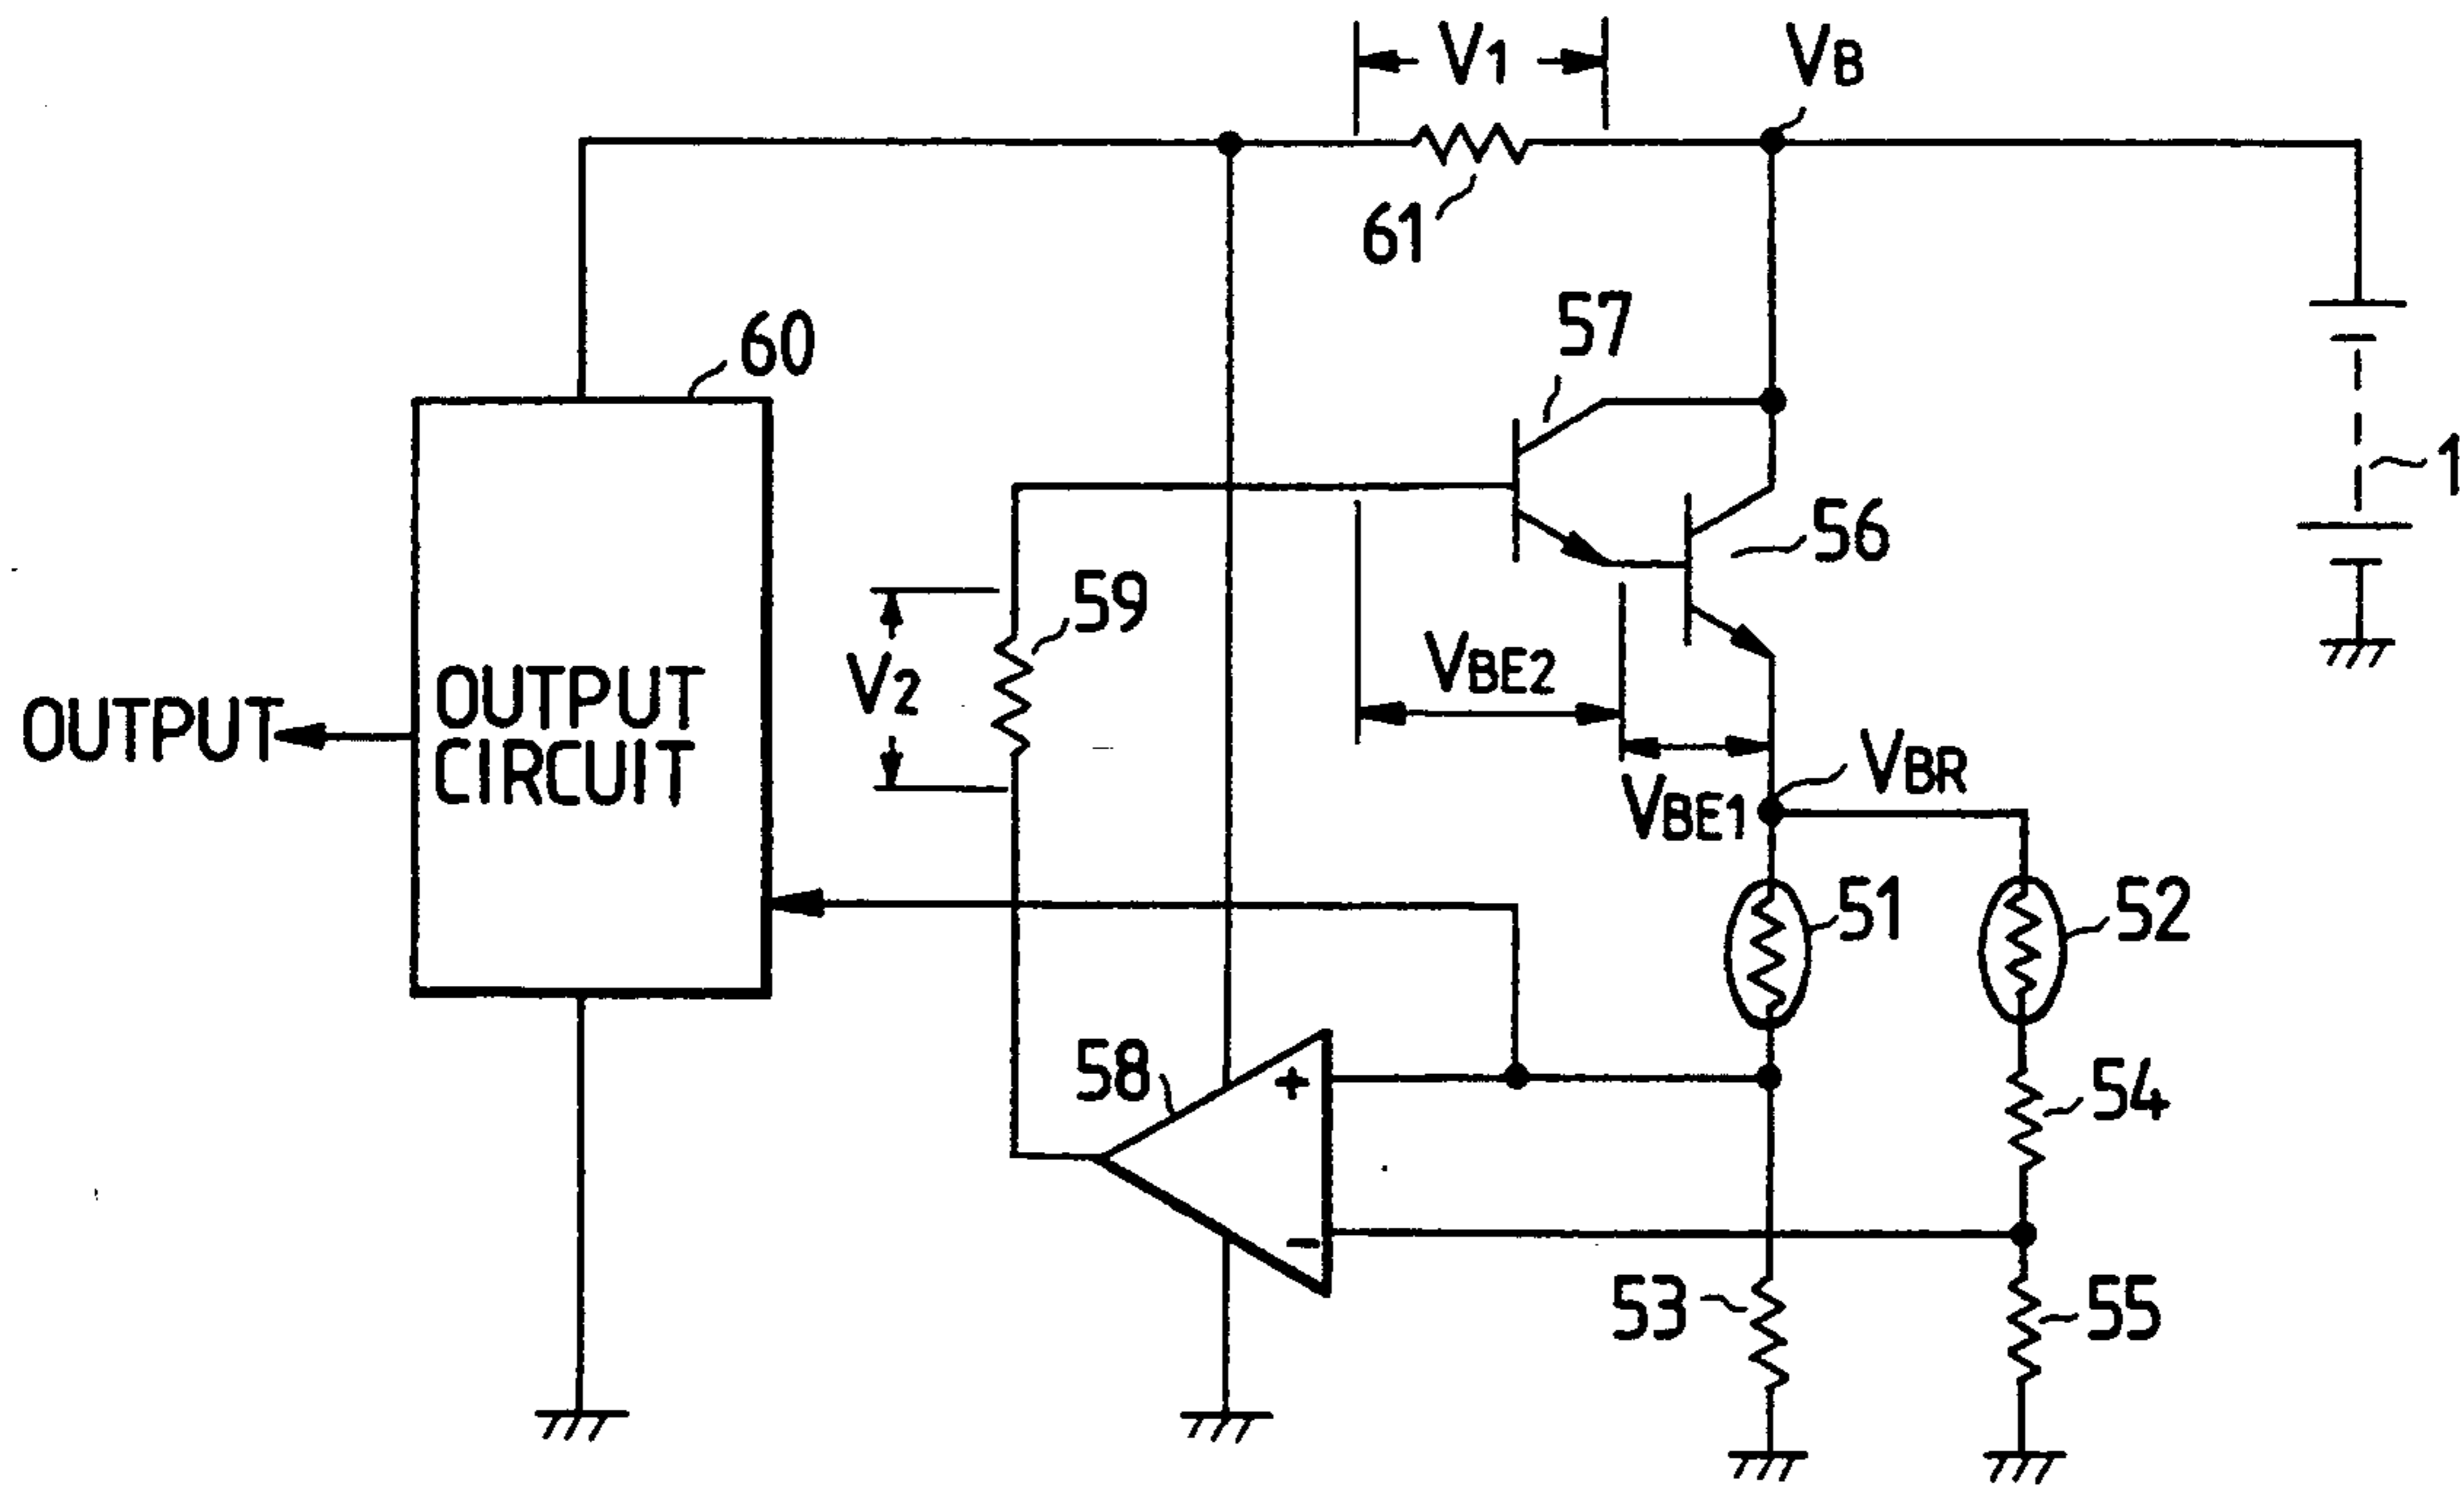 V1
VB
61
57
60
1
56
59
VBE2
V2
OUTPUT
OUTPUT
CIRCUIT
VBR
VBE1
51
52
58
+
54
-
53
55